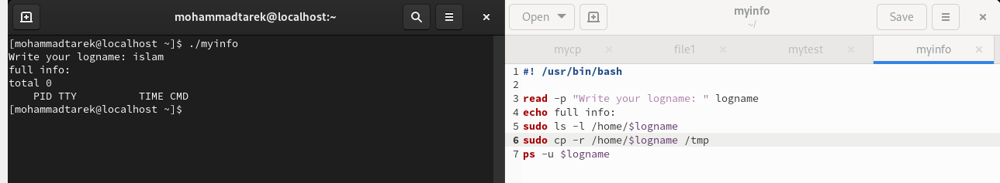 mohammadtarek@localhost:~
[mohammadtarek@localhost ~]$ ./myinfo
Write your logname: islam
full info:
total 0
    PID TTY          TIME CMD
[mohammadtarek@localhost ~]$
Open
myinfo
~/
Save
mycp × file1 × mytest × myinfo ×
1 #! /usr/bin/bash
2
3 read -p "Write your logname: " logname
4 echo full info:
5 sudo ls -l /home/$logname
6 sudo cp -r /home/$logname /tmp
7 ps -u $logname